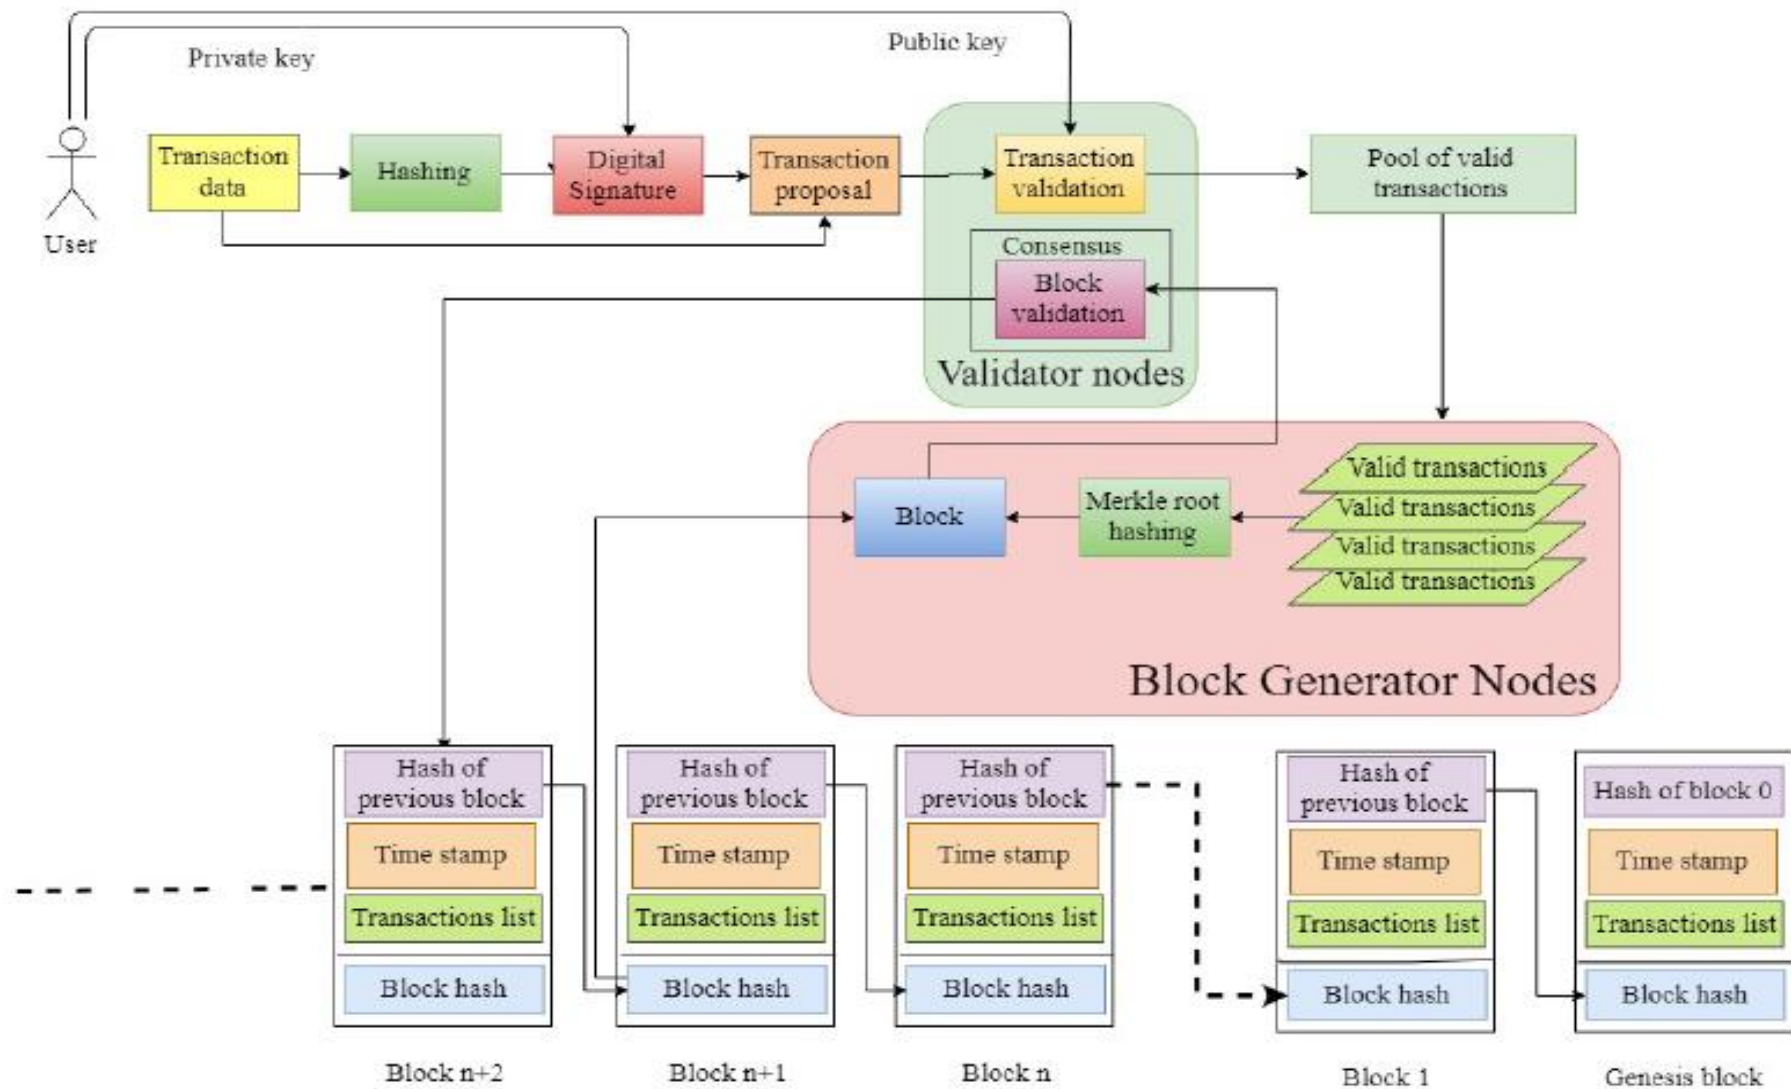 Private key
Public key
User
Transaction
data
Hashing
Digital
Signature
Transaction
proposal
Transaction
validation
Pool of valid
transactions
Consensus
Block
validation
Validator nodes
Block
Merkle root
hashing
Valid transactions
Valid transactions
Valid transactions
Valid transactions
Block Generator Nodes
Hash of
previous block
Time stamp
Transactions list
Block hash
Block n+2
Hash of
previous block
Time stamp
Transactions list
Block hash
Block n+1
Hash of
previous block
Time stamp
Transactions list
Block hash
Block n
Hash of
previous block
Time stamp
Transactions list
Block hash
Block 1
Hash of block 0
Time stamp
Transactions list
Block hash
Genesis block